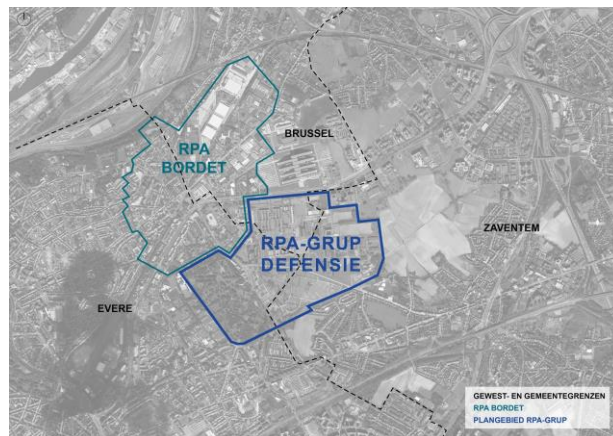 BRUSSEL
RPA
BORDET
RPA-GRUP
DEFENSIE
ZAVENTEM
EVERE
GEWEST- EN GEMEENTEGRENZEN
RPA BORDET
PLANGEBIED RPA-GRUP